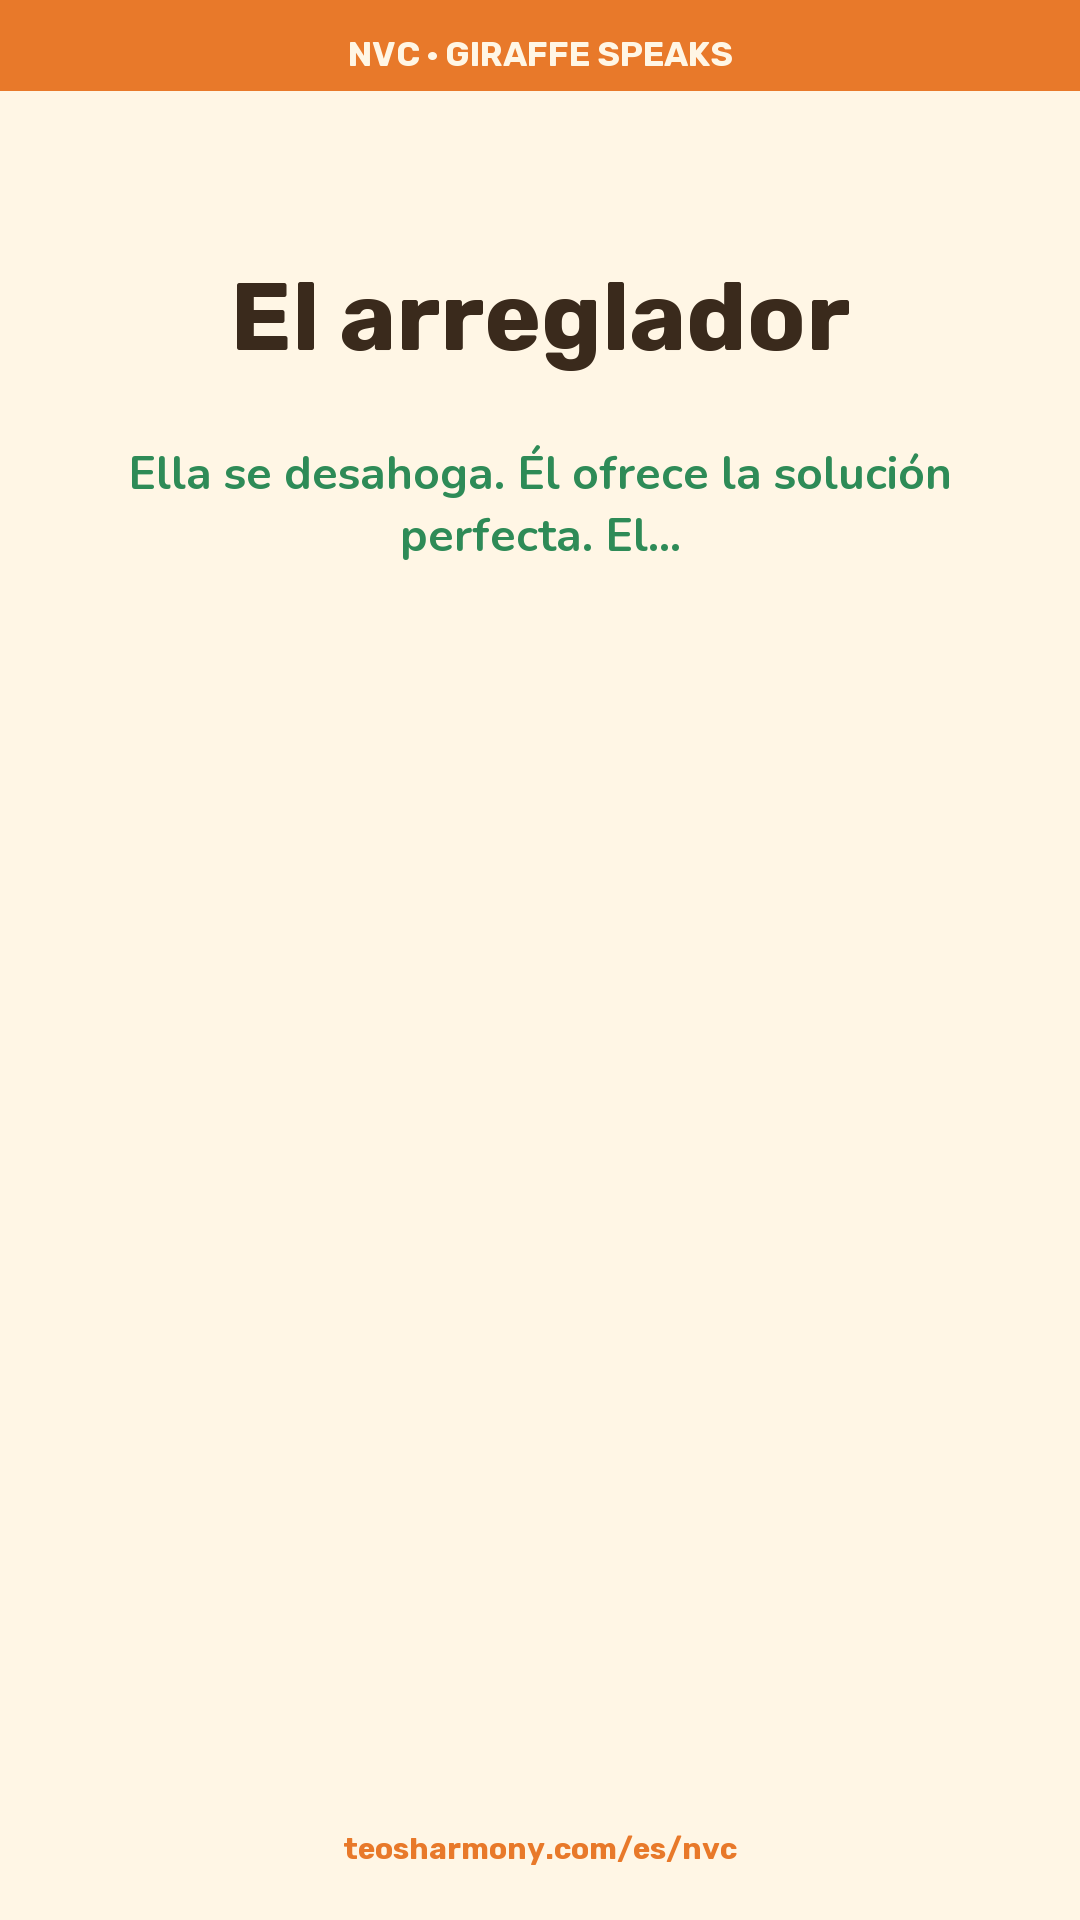 NVC • GIRAFFE SPEAKS
El arreglador
Ella se desahoga. Él ofrece la solución
perfecta. El...
teosharmony.com/es/nvc